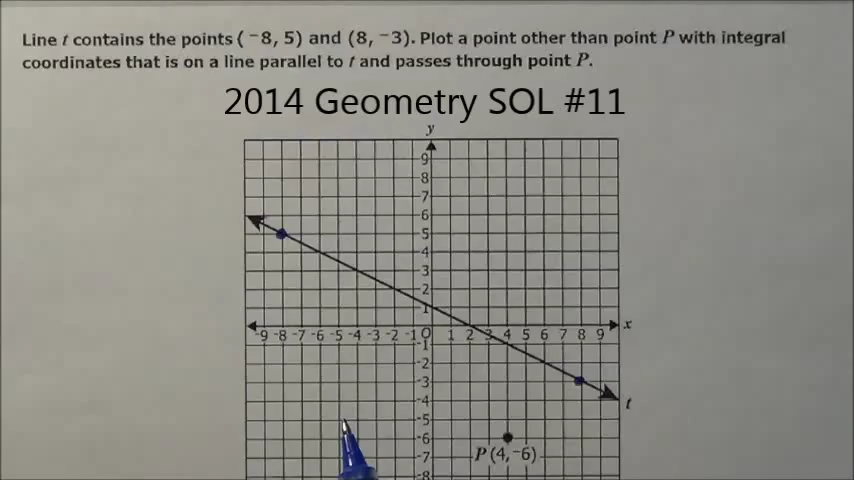 Line t contains the points (⁻8, 5) and (8, ⁻3). Plot a point other than point P with integral
coordinates that is on a line parallel to t and passes through point P.
2014 Geometry SOL #11
y
9
8
7
6
5
4
3
2
1
-9 -8 -7 -6 -5 -4 -3 -2 -1 O 1 2 3 4 5 6 7 8 9 x
-1
-2
-3
-4
t
-5
-6
P(4,⁻6)
-7
-8